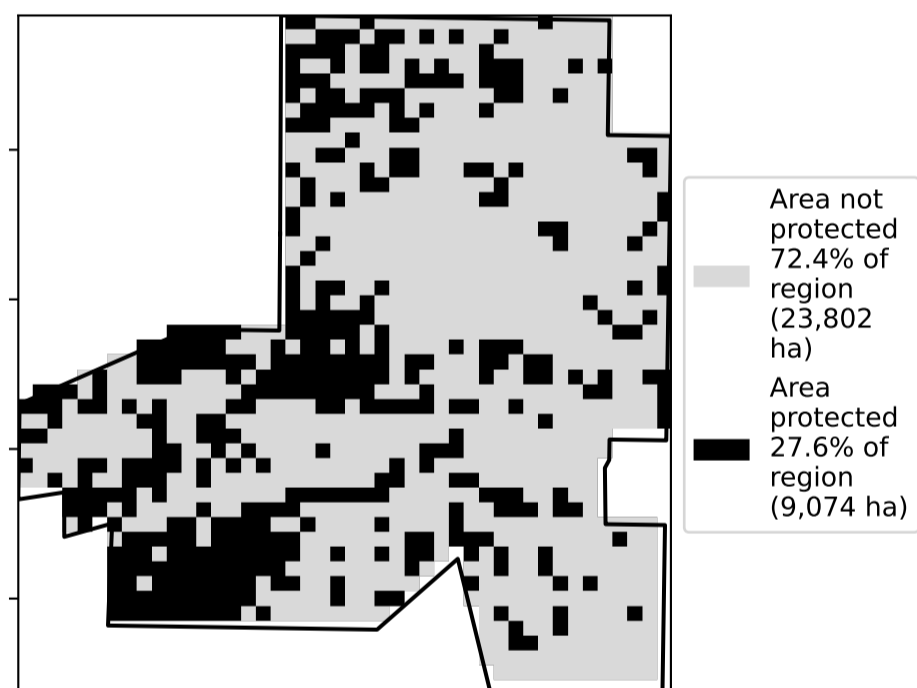 Area not
protected
72.4% of
region
(23,802
ha)
Area
protected
27.6% of
region
(9,074 ha)